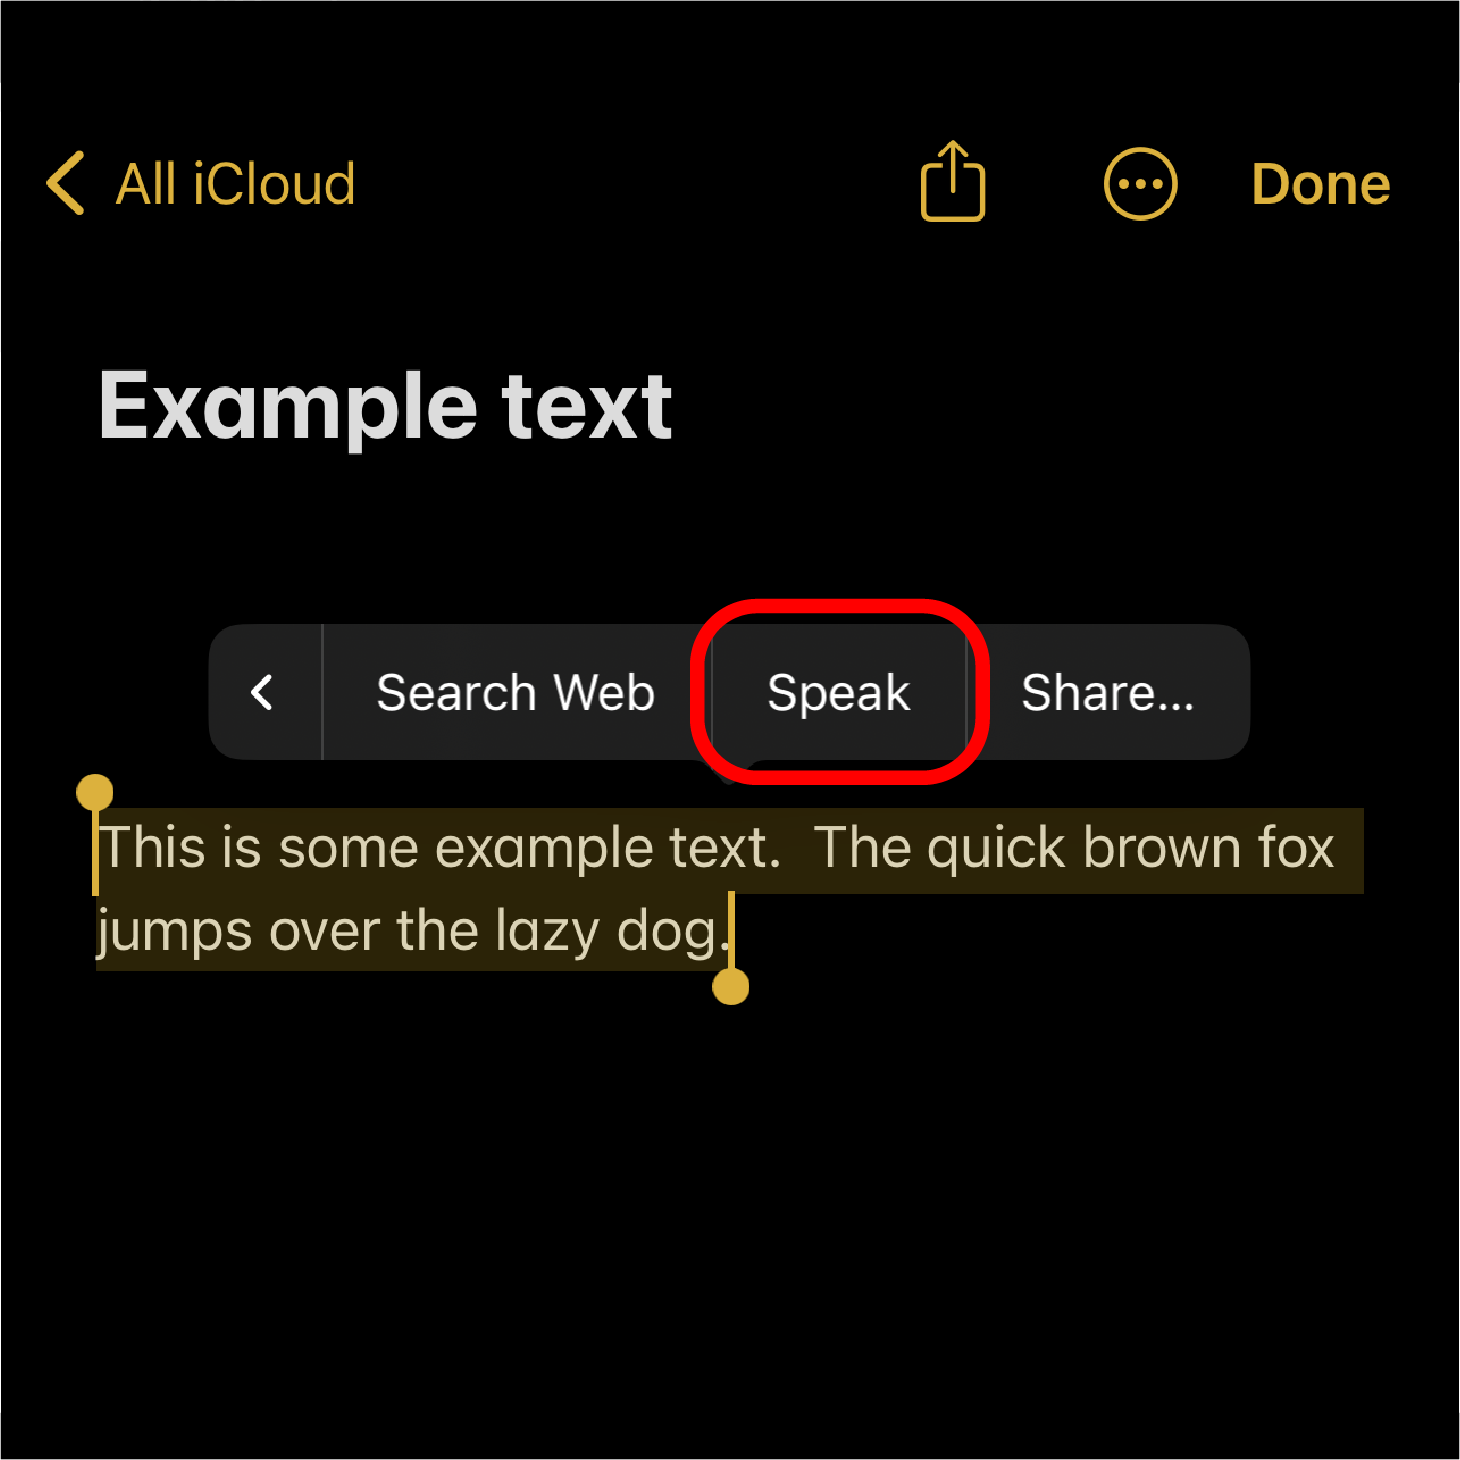 All iCloud Done
Example text
Search Web Speak Share...
This is some example text.  The quick brown fox
jumps over the lazy dog.